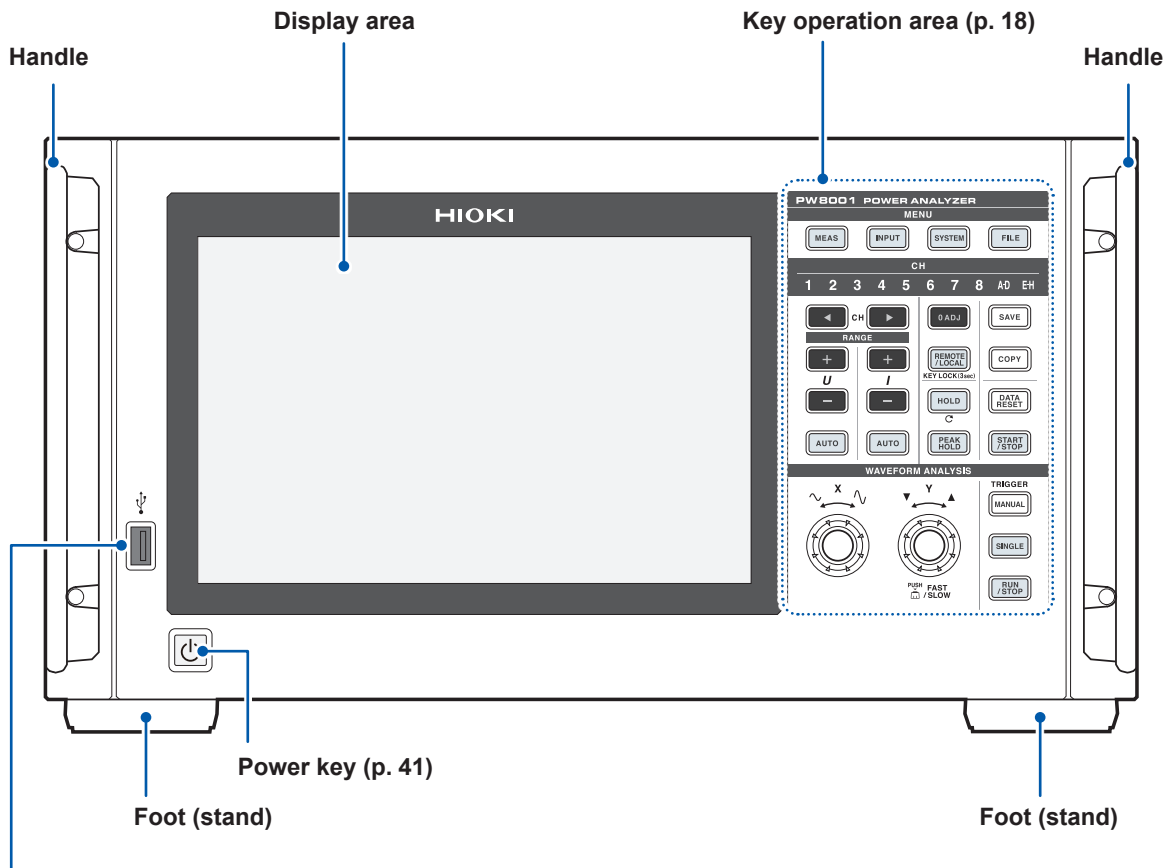 Display area
Key operation area (p. 18)
Handle
Handle
HIOKI
PW8001 POWER ANALYZER
MENU
MEAS INPUT SYSTEM FILE
CH
1 2 3 4 5 6 7 8 A-D E-H
CH
0 ADJ
SAVE
RANGE
REMOTE
/LOCAL
COPY
KEY LOCK(3sec)
U I
HOLD
DATA
RESET
AUTO AUTO
PEAK
HOLD
START
/STOP
WAVEFORM ANALYSIS
X Y
TRIGGER
MANUAL
SINGLE
PUSH FAST
/SLOW
RUN
/STOP
Power key (p. 41)
Foot (stand)
Foot (stand)